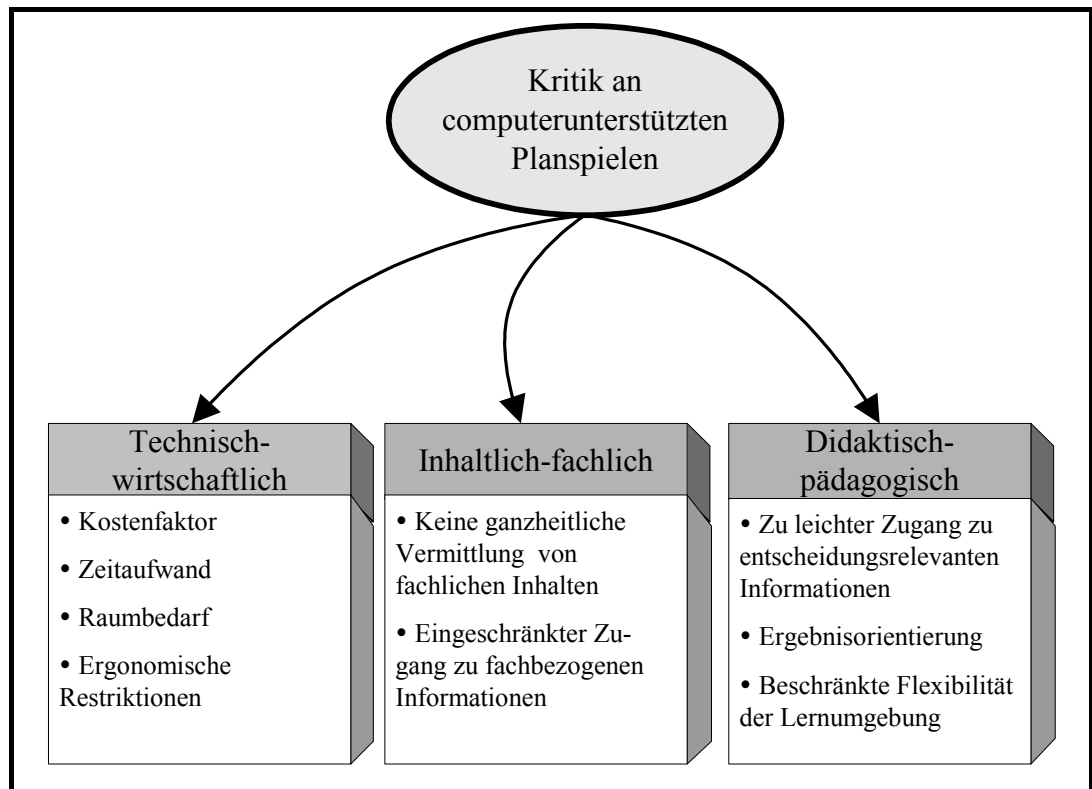 Kritik an
computerunterstützten
Planspielen
Technisch-
wirtschaftlich
• Kostenfaktor
• Zeitaufwand
• Raumbedarf
• Ergonomische
Restriktionen
Inhaltlich-fachlich
• Keine ganzheitliche
Vermittlung von
fachlichen Inhalten
• Eingeschränkter Zu-
gang zu fachbezogenen
Informationen
Didaktisch-
pädagogisch
• Zu leichter Zugang zu
entscheidungsrelevanten
Informationen
• Ergebnisorientierung
• Beschränkte Flexibilität
der Lernumgebung